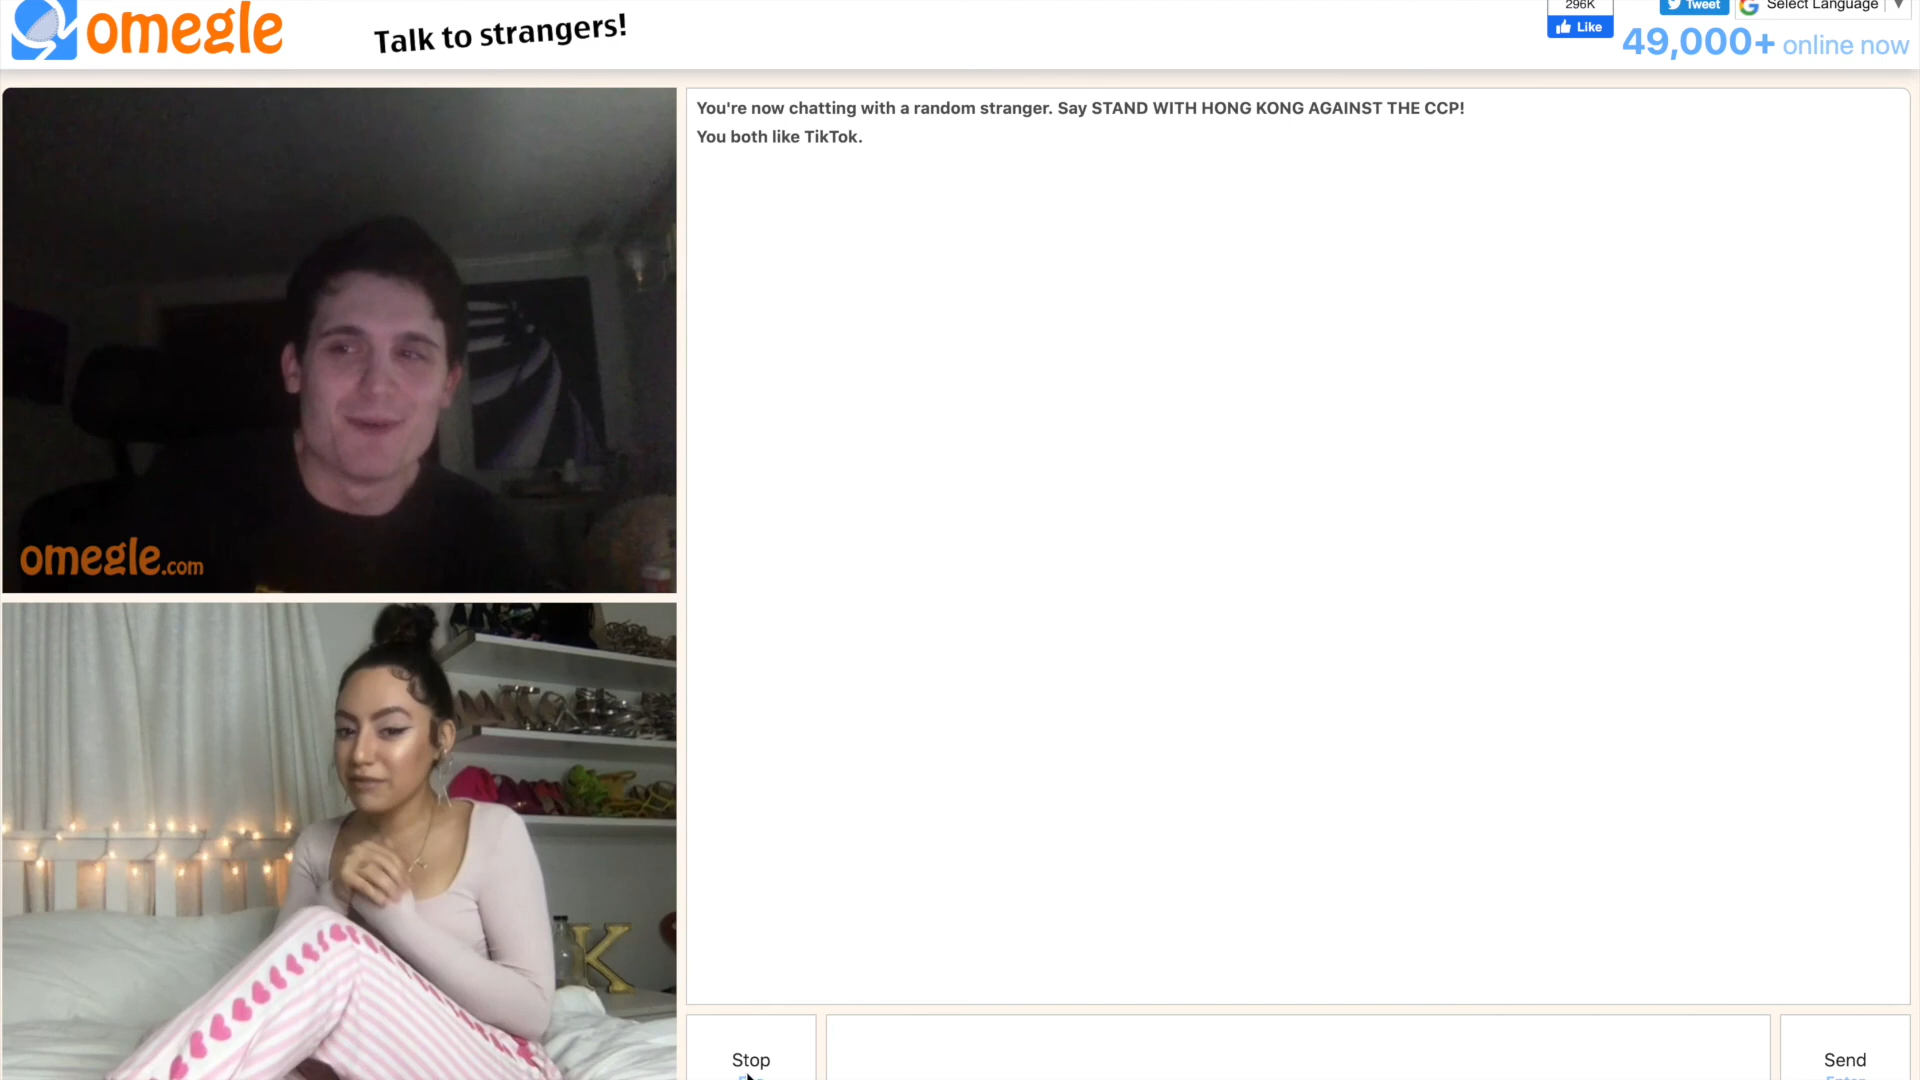 omegle
Talk to strangers!
296K
Like
Tweet
Select Language
49,000+ online now
You're now chatting with a random stranger. Say STAND WITH HONG KONG AGAINST THE CCP!
You both like TikTok.
omegle.com
K
Stop
Send